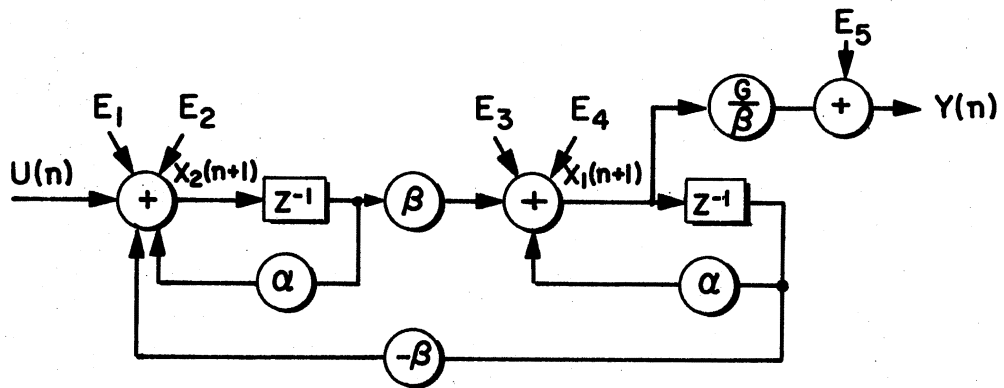 E5
G/β
+
Y(n)
E1
E2
E3
E4
U(n)
+
X2(n+1)
Z-1
β
+
X1(n+1)
Z-1
α
α
-β